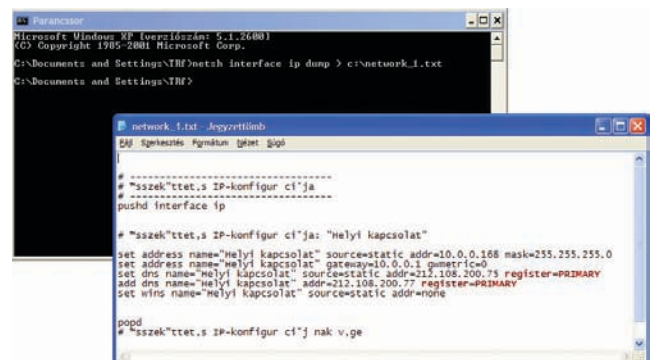 Parancssor
Microsoft Windows XP [verziószám: 5.1.2600]
(C) Copyright 1985-2001 Microsoft Corp.
C:\Documents and Settings\TRf>netsh interface ip dump > c:\network_1.txt
C:\Documents and Settings\TRf>
network_1.txt - Jegyzettömb
Fájl Szerkesztés Formátum Nézet Súgó
# ----------------------------------
# "sszek"ttet,s IP-konfigur ci˘ja
# ----------------------------------
pushd interface ip
# "sszek"ttet,s IP-konfigur ci˘ja: "Helyi kapcsolat"
set address name="Helyi kapcsolat" source=static addr=10.0.0.168 mask=255.255.255.0
set address name="Helyi kapcsolat" gateway=10.0.0.1 gwmetric=0
set dns name="Helyi kapcsolat" source=static addr=212.108.200.75 register=PRIMARY
add dns name="Helyi kapcsolat" addr=212.108.200.77 register=PRIMARY
set wins name="Helyi kapcsolat" source=static addr=none
popd
# "sszek"ttet,s IP-konfigur ci˘j nak v‚ge